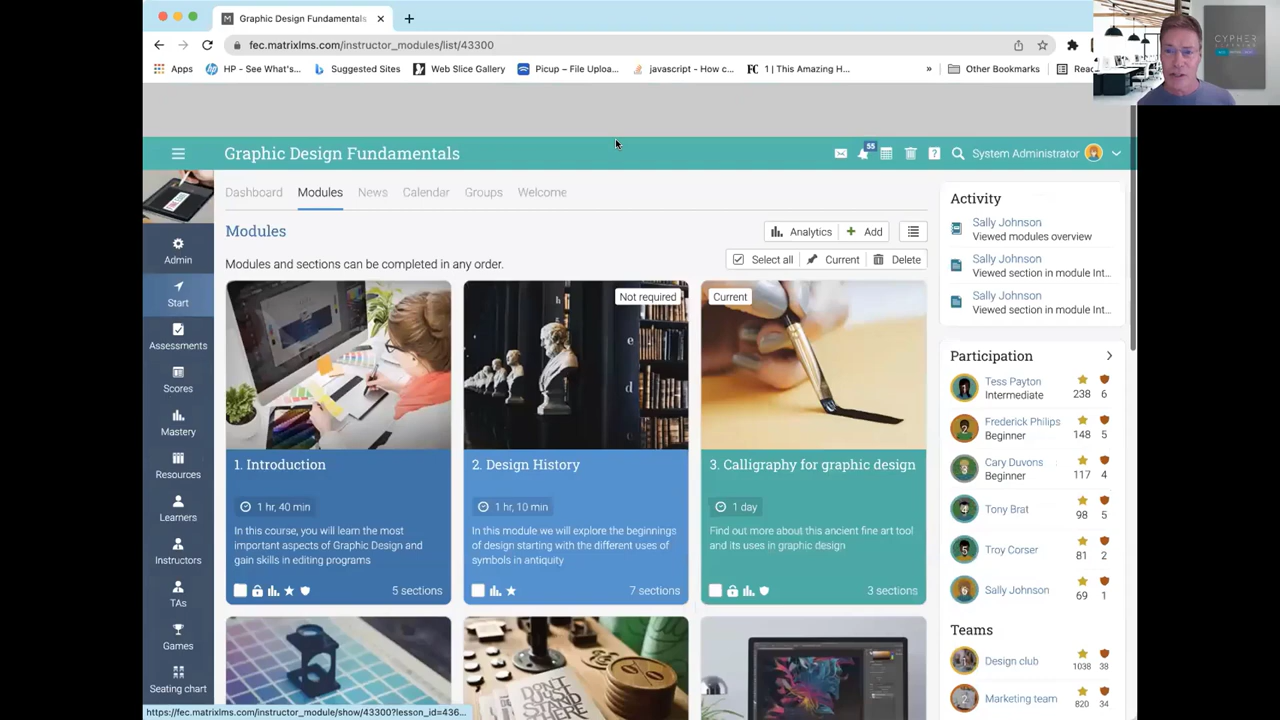 Graphic Design Fundamentals
fec.matrixlms.com/instructor_modules/list/43300
Apps
HP - See What's...
Suggested Sites
Web Slice Gallery
Picup – File Uploa...
javascript - How c...
1 | This Amazing H...
»
Other Bookmarks
CYPHER
Graphic Design Fundamentals
55
System Administrator
Dashboard
Modules
News
Calendar
Groups
Welcome
Modules
Analytics
Add
Modules and sections can be completed in any order.
Select all
Current
Delete
Not required
Current
1. Introduction
2. Design History
3. Calligraphy for graphic design
1 hr, 40 min
1 hr, 10 min
1 day
In this course, you will learn the most
important aspects of Graphic Design and
gain skills in editing programs
In this module we will explore the beginnings
of design starting with the different uses of
symbols in antiquity
Find out more about this ancient fine art tool
and its uses in graphic design
5 sections
7 sections
3 sections
Admin
Start
Assessments
Scores
Mastery
Resources
Learners
Instructors
TAs
Games
Seating chart
Activity
Sally Johnson
Viewed modules overview
Sally Johnson
Viewed section in module Int...
Sally Johnson
Viewed section in module Int...
Participation
Tess Payton
Intermediate
238 6
Frederick Philips
Beginner
148 5
Cary Duvons
Beginner
117 4
Tony Brat
98 5
Troy Corser
81 2
Sally Johnson
69 1
Teams
Design club
1038 38
Marketing team
820 34
https://fec.matrixlms.com/instructor_module/show/43300?lesson_id=436...